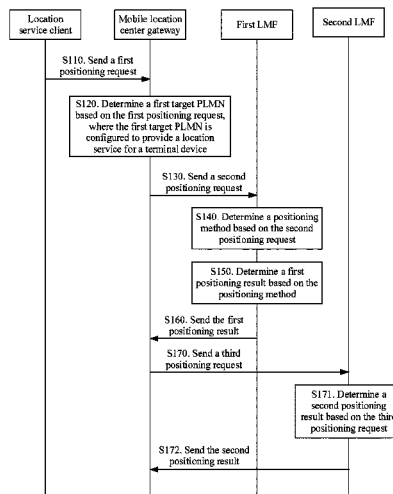 Location
service client
Mobile location
center gateway
First LMF
Second LMF
S110. Send a first
positioning request
S120. Determine a first target PLMN
based on the first positioning request,
where the first target PLMN is
configured to provide a location
service for a terminal device
S130. Send a second
positioning request
S140. Determine a positioning
method based on the second
positioning request
S150. Determine a first
positioning result based on the
positioning method
S160. Send the first
positioning result
S170. Send a third
positioning request
S171. Determine a
second positioning
result based on the third
positioning request
S172. Send the second
positioning result